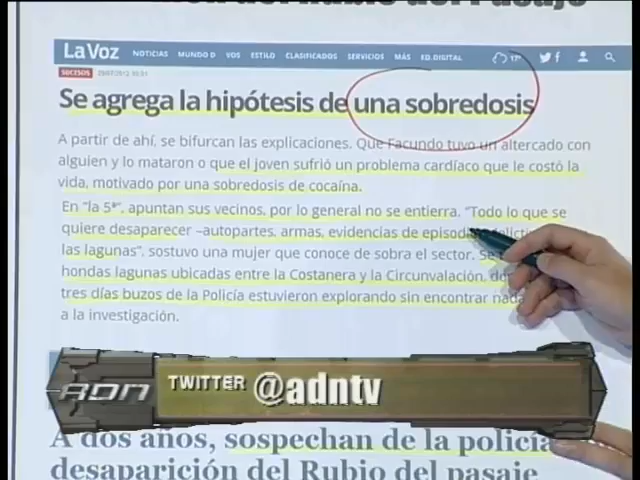 La Voz NOTICIAS MUNDO D VOS ESTILO CLASIFICADOS SERVICIOS MÁS ED. DIGITAL
SUCESOS 29/07/2012
Se agrega la hipótesis de una sobredosis
A partir de ahí, se bifurcan las explicaciones. Que Facundo tuvo un altercado con
alguien y lo mataron o que el joven sufrió un problema cardíaco que le costó la
vida, motivado por una sobredosis de cocaína.
En "la 5ª", apuntan sus vecinos, por lo general no se entierra. "Todo lo que se
quiere desaparecer –autopartes, armas, evidencias de
las lagunas", sostuvo una mujer que conoce de sobra el sector.
hondas lagunas ubicadas entre la Costanera y la Circunvalación,
tres días buzos de la Policía estuvieron explorando sin encontrar
a la investigación.
ADN TWITTER @adntv
A dos años, sospechan de la policía
desaparición del Rubio del pasaje